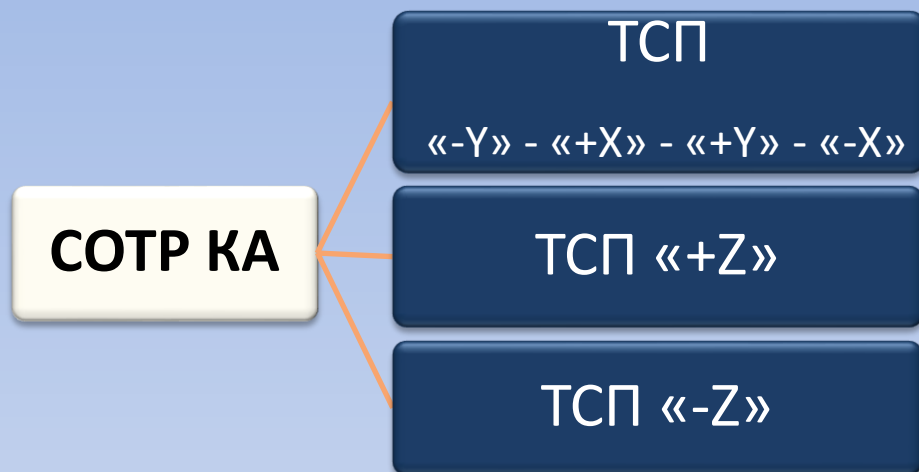 ТСП
«-Y» - «+X» - «+Y» - «-X»
СОТР КА
ТСП «+Z»
ТСП «-Z»